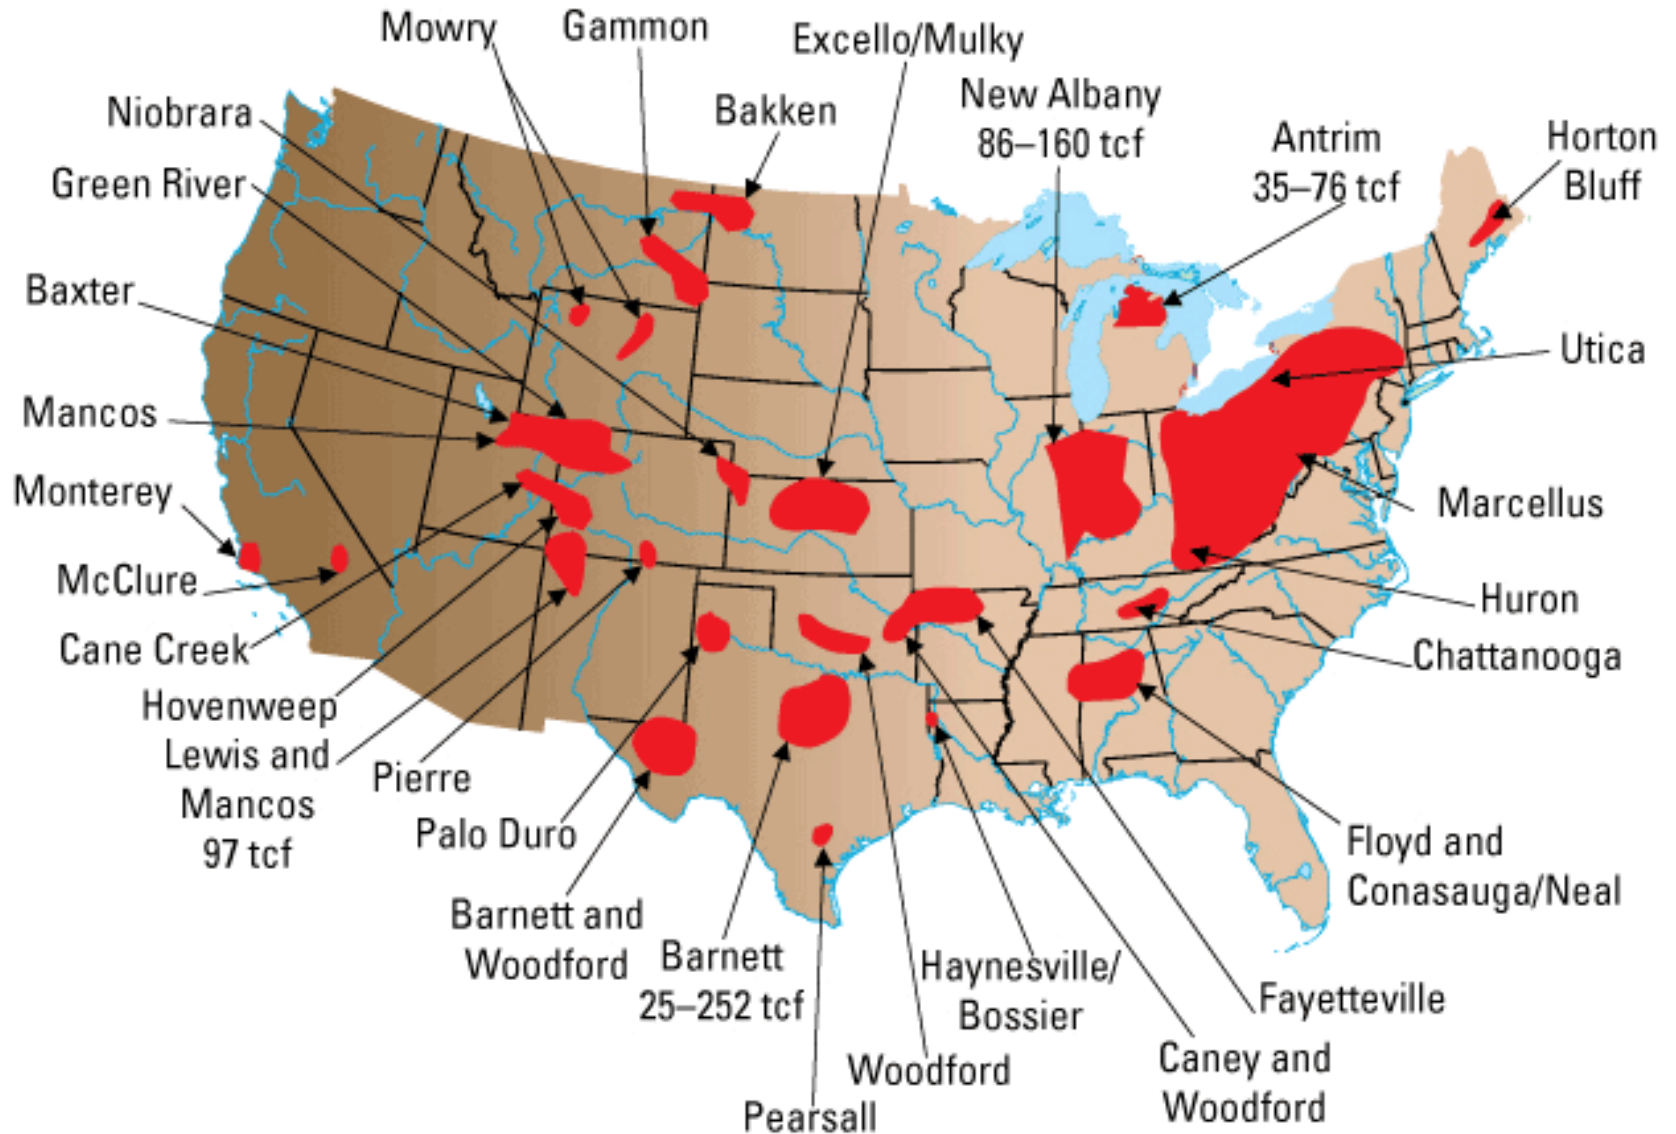 Mowry
Gammon
Excello/Mulky
Niobrara
Bakken
New Albany
86–160 tcf
Antrim
35–76 tcf
Horton
Bluff
Green River
Baxter
Utica
Mancos
Monterey
Marcellus
McClure
Huron
Cane Creek
Chattanooga
Hovenweep
Lewis and
Mancos
97 tcf
Pierre
Palo Duro
Floyd and
Conasauga/Neal
Barnett and
Woodford
Barnett
25–252 tcf
Haynesville/
Bossier
Fayetteville
Woodford
Caney and
Woodford
Pearsall